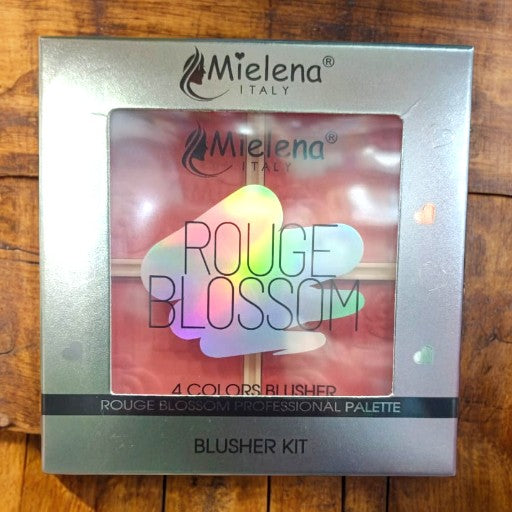 Mielena®
ITALY
Mielena®
ITALY
ROUGE
BLOSSOM
4 COLORS BLUSHER
ROUGE BLOSSOM PROFESSIONAL PALETTE
BLUSHER KIT